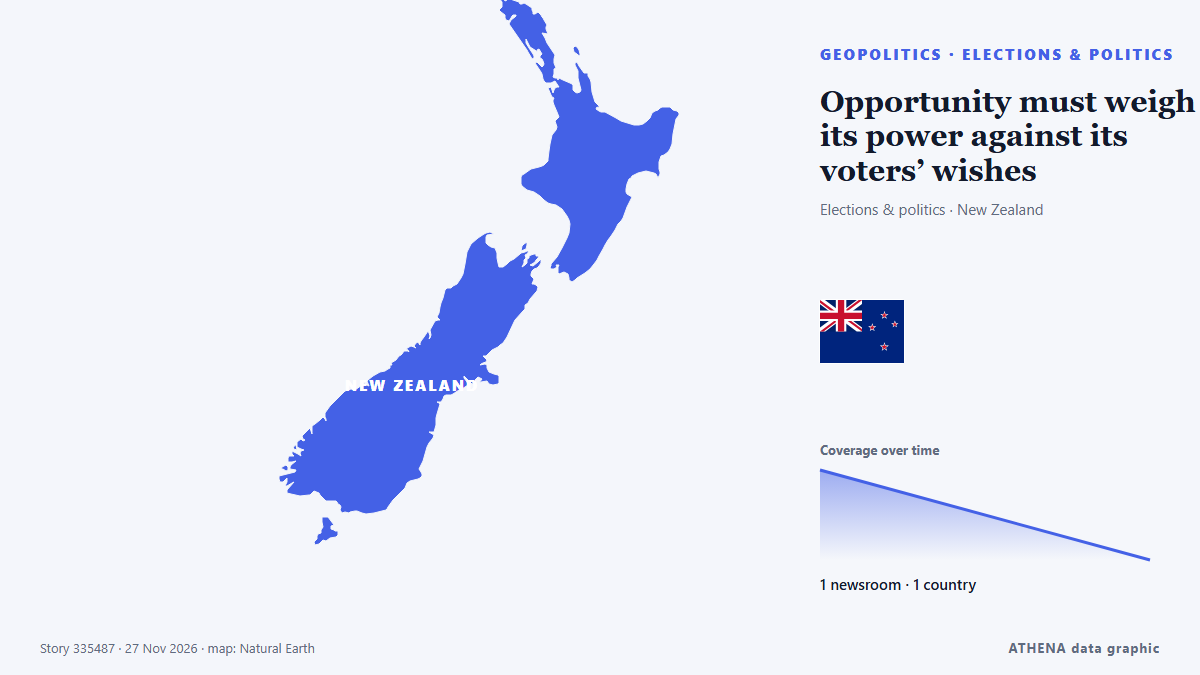 GEOPOLITICS · ELECTIONS & POLITICS
Opportunity must weigh
its power against its
voters’ wishes
Elections & politics · New Zealand
NEW ZEALAND
Coverage over time
1 newsroom · 1 country
Story 335487 · 27 Nov 2026 · map: Natural Earth
ATHENA data graphic